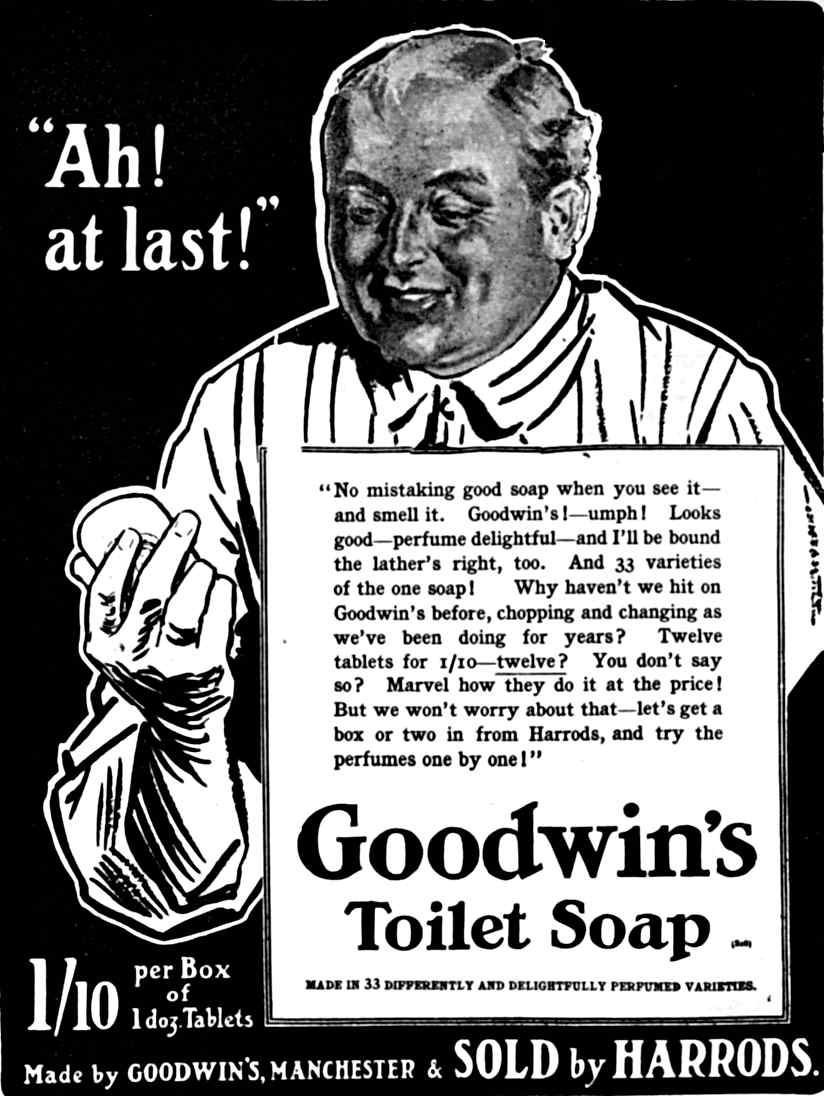 “Ah!
at last!”
“No mistaking good soap when you see it—
and smell it. Goodwin's!—umph! Looks
good—perfume delightful—and I'll be bound
the lather's right, too. And 33 varieties
of the one soap! Why haven't we hit on
Goodwin's before, chopping and changing as
we've been doing for years? Twelve
tablets for 1/10—twelve? You don't say
so? Marvel how they do it at the price!
But we won't worry about that—let's get a
box or two in from Harrods, and try the
perfumes one by one!”
Goodwin's
Toilet Soap
MADE IN 33 DIFFERENTLY AND DELIGHTFULLY PERFUMED VARIETIES.
1/10 per Box
of
1 doz. Tablets
Made by GOODWIN'S, MANCHESTER & SOLD by HARRODS.